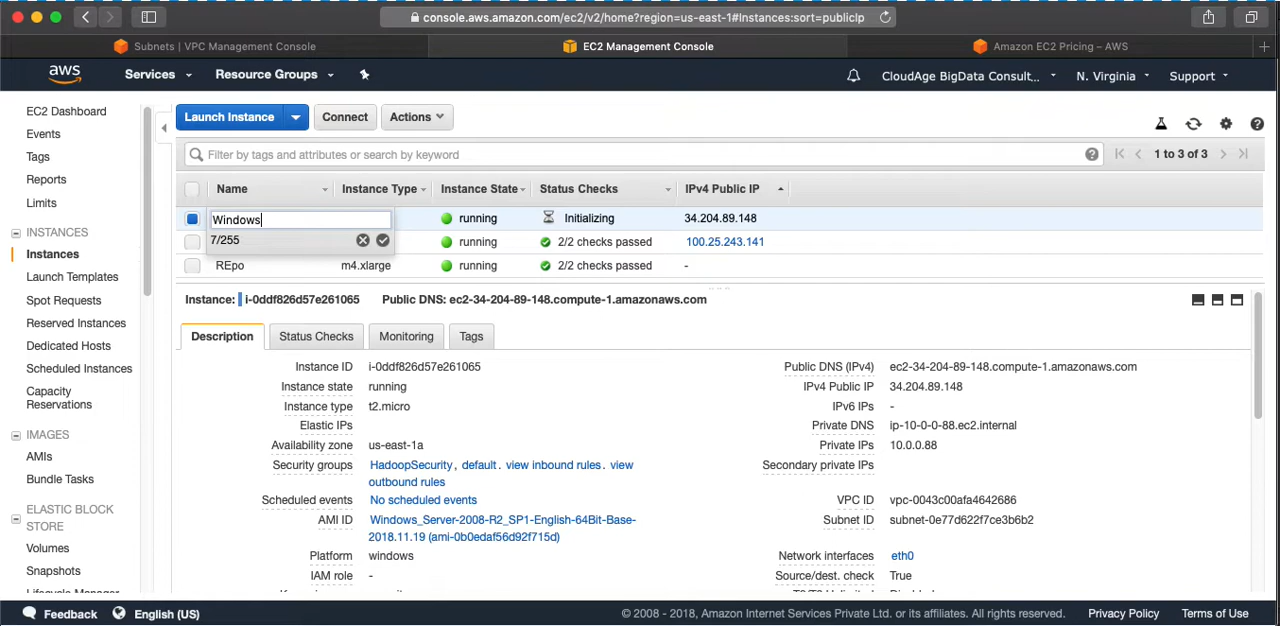 console.aws.amazon.com/ec2/v2/home?region=us-east-1#Instances:sort=publicIp
Subnets | VPC Management Console
EC2 Management Console
Amazon EC2 Pricing – AWS
aws
Services
Resource Groups
CloudAge BigData Consult...
N. Virginia
Support
EC2 Dashboard
Events
Tags
Reports
Limits
INSTANCES
Instances
Launch Templates
Spot Requests
Reserved Instances
Dedicated Hosts
Scheduled Instances
Capacity
Reservations
IMAGES
AMIs
Bundle Tasks
ELASTIC BLOCK
STORE
Volumes
Snapshots
Lifecycle Manager
Launch Instance
Connect
Actions
Filter by tags and attributes or search by keyword
1 to 3 of 3
Name Instance Type Instance State Status Checks IPv4 Public IP
Windows running Initializing 34.204.89.148
7/255 running 2/2 checks passed 100.25.243.141
REpo m4.xlarge running 2/2 checks passed -
Instance: i-0ddf826d57e261065 Public DNS: ec2-34-204-89-148.compute-1.amazonaws.com
Description Status Checks Monitoring Tags
Instance ID i-0ddf826d57e261065
Instance state running
Instance type t2.micro
Elastic IPs
Availability zone us-east-1a
Security groups HadoopSecurity, default. view inbound rules. view
outbound rules
Scheduled events No scheduled events
AMI ID Windows_Server-2008-R2_SP1-English-64Bit-Base-
2018.11.19 (ami-0b0edaf56d92f715d)
Platform windows
IAM role -
Public DNS (IPv4) ec2-34-204-89-148.compute-1.amazonaws.com
IPv4 Public IP 34.204.89.148
IPv6 IPs -
Private DNS ip-10-0-0-88.ec2.internal
Private IPs 10.0.0.88
Secondary private IPs
VPC ID vpc-0043c00afa4642686
Subnet ID subnet-0e77d622f7ce3b6b2
Network interfaces eth0
Source/dest. check True
Feedback English (US)
© 2008 - 2018, Amazon Internet Services Private Ltd. or its affiliates. All rights reserved.
Privacy Policy Terms of Use